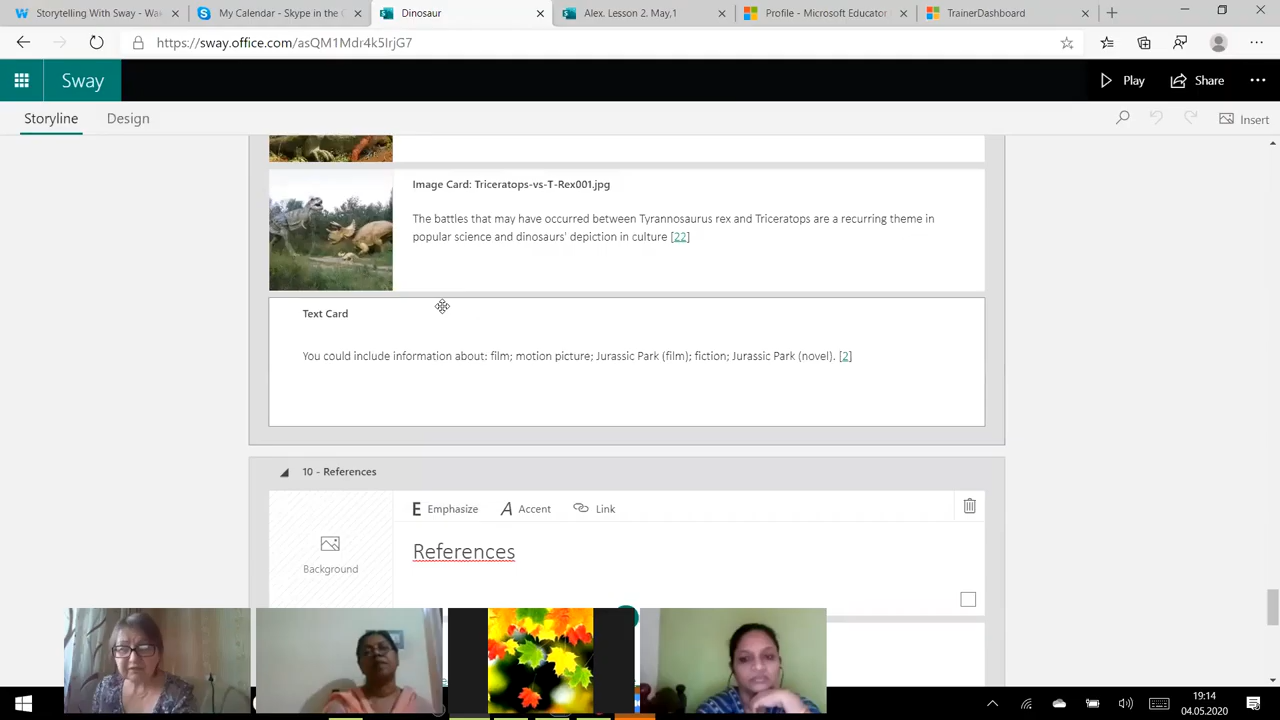 Storytelling With Sway - Wak
My Calendar - Skype in the C
Dinosaur
Alex. Lesson 2. May,1
Profile - Microsoft Educator
TrainerDashboard
https://sway.office.com/asQM1Mdr4k5IrjG7
Sway
Play
Share
Storyline
Design
Insert
Image Card: Triceratops-vs-T-Rex001.jpg
The battles that may have occurred between Tyrannosaurus rex and Triceratops are a recurring theme in
popular science and dinosaurs' depiction in culture [22]
Text Card
You could include information about: film; motion picture; Jurassic Park (film); fiction; Jurassic Park (novel). [2]
10 - References
E Emphasize
A Accent
Link
References
Background
19:14
04.05.2020